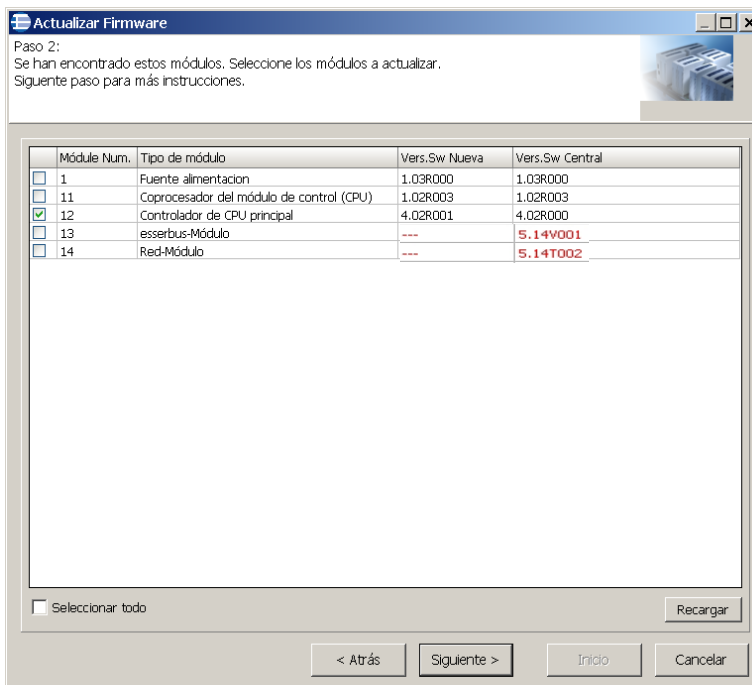 Actualizar Firmware
Paso 2:
Se han encontrado estos módulos. Seleccione los módulos a actualizar.
Siguente paso para más instrucciones.
Módule Num. Tipo de módulo Vers.Sw Nueva Vers.Sw Central
1 Fuente alimentacion 1.03R000 1.03R000
11 Coprocesador del módulo de control (CPU) 1.02R003 1.02R003
12 Controlador de CPU principal 4.02R001 4.02R000
13 esserbus-Módulo --- 5.14V001
14 Red-Módulo --- 5.14T002
Seleccionar todo Recargar
< Atrás Siguiente > Inicio Cancelar